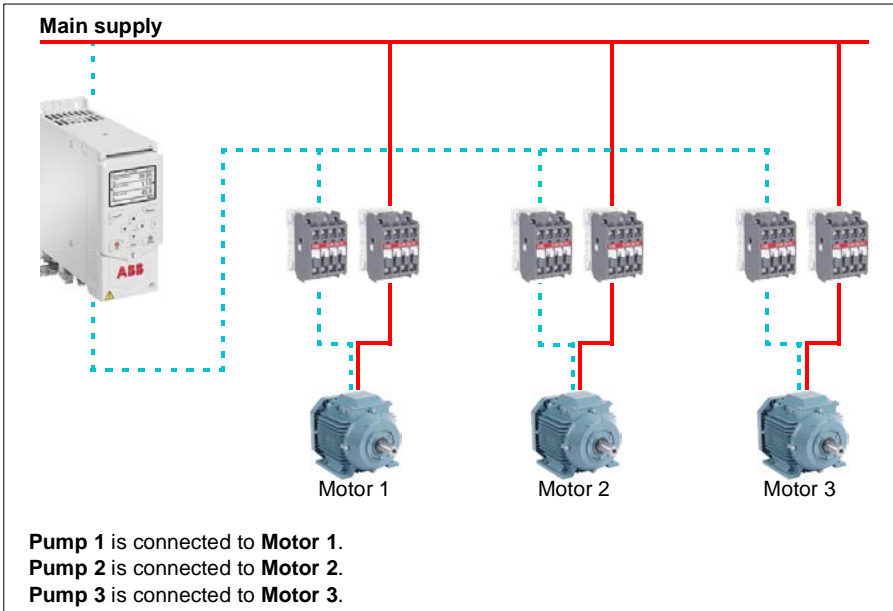 Main supply
ABB
Motor 1
Motor 2
Motor 3
Pump 1 is connected to Motor 1.
Pump 2 is connected to Motor 2.
Pump 3 is connected to Motor 3.